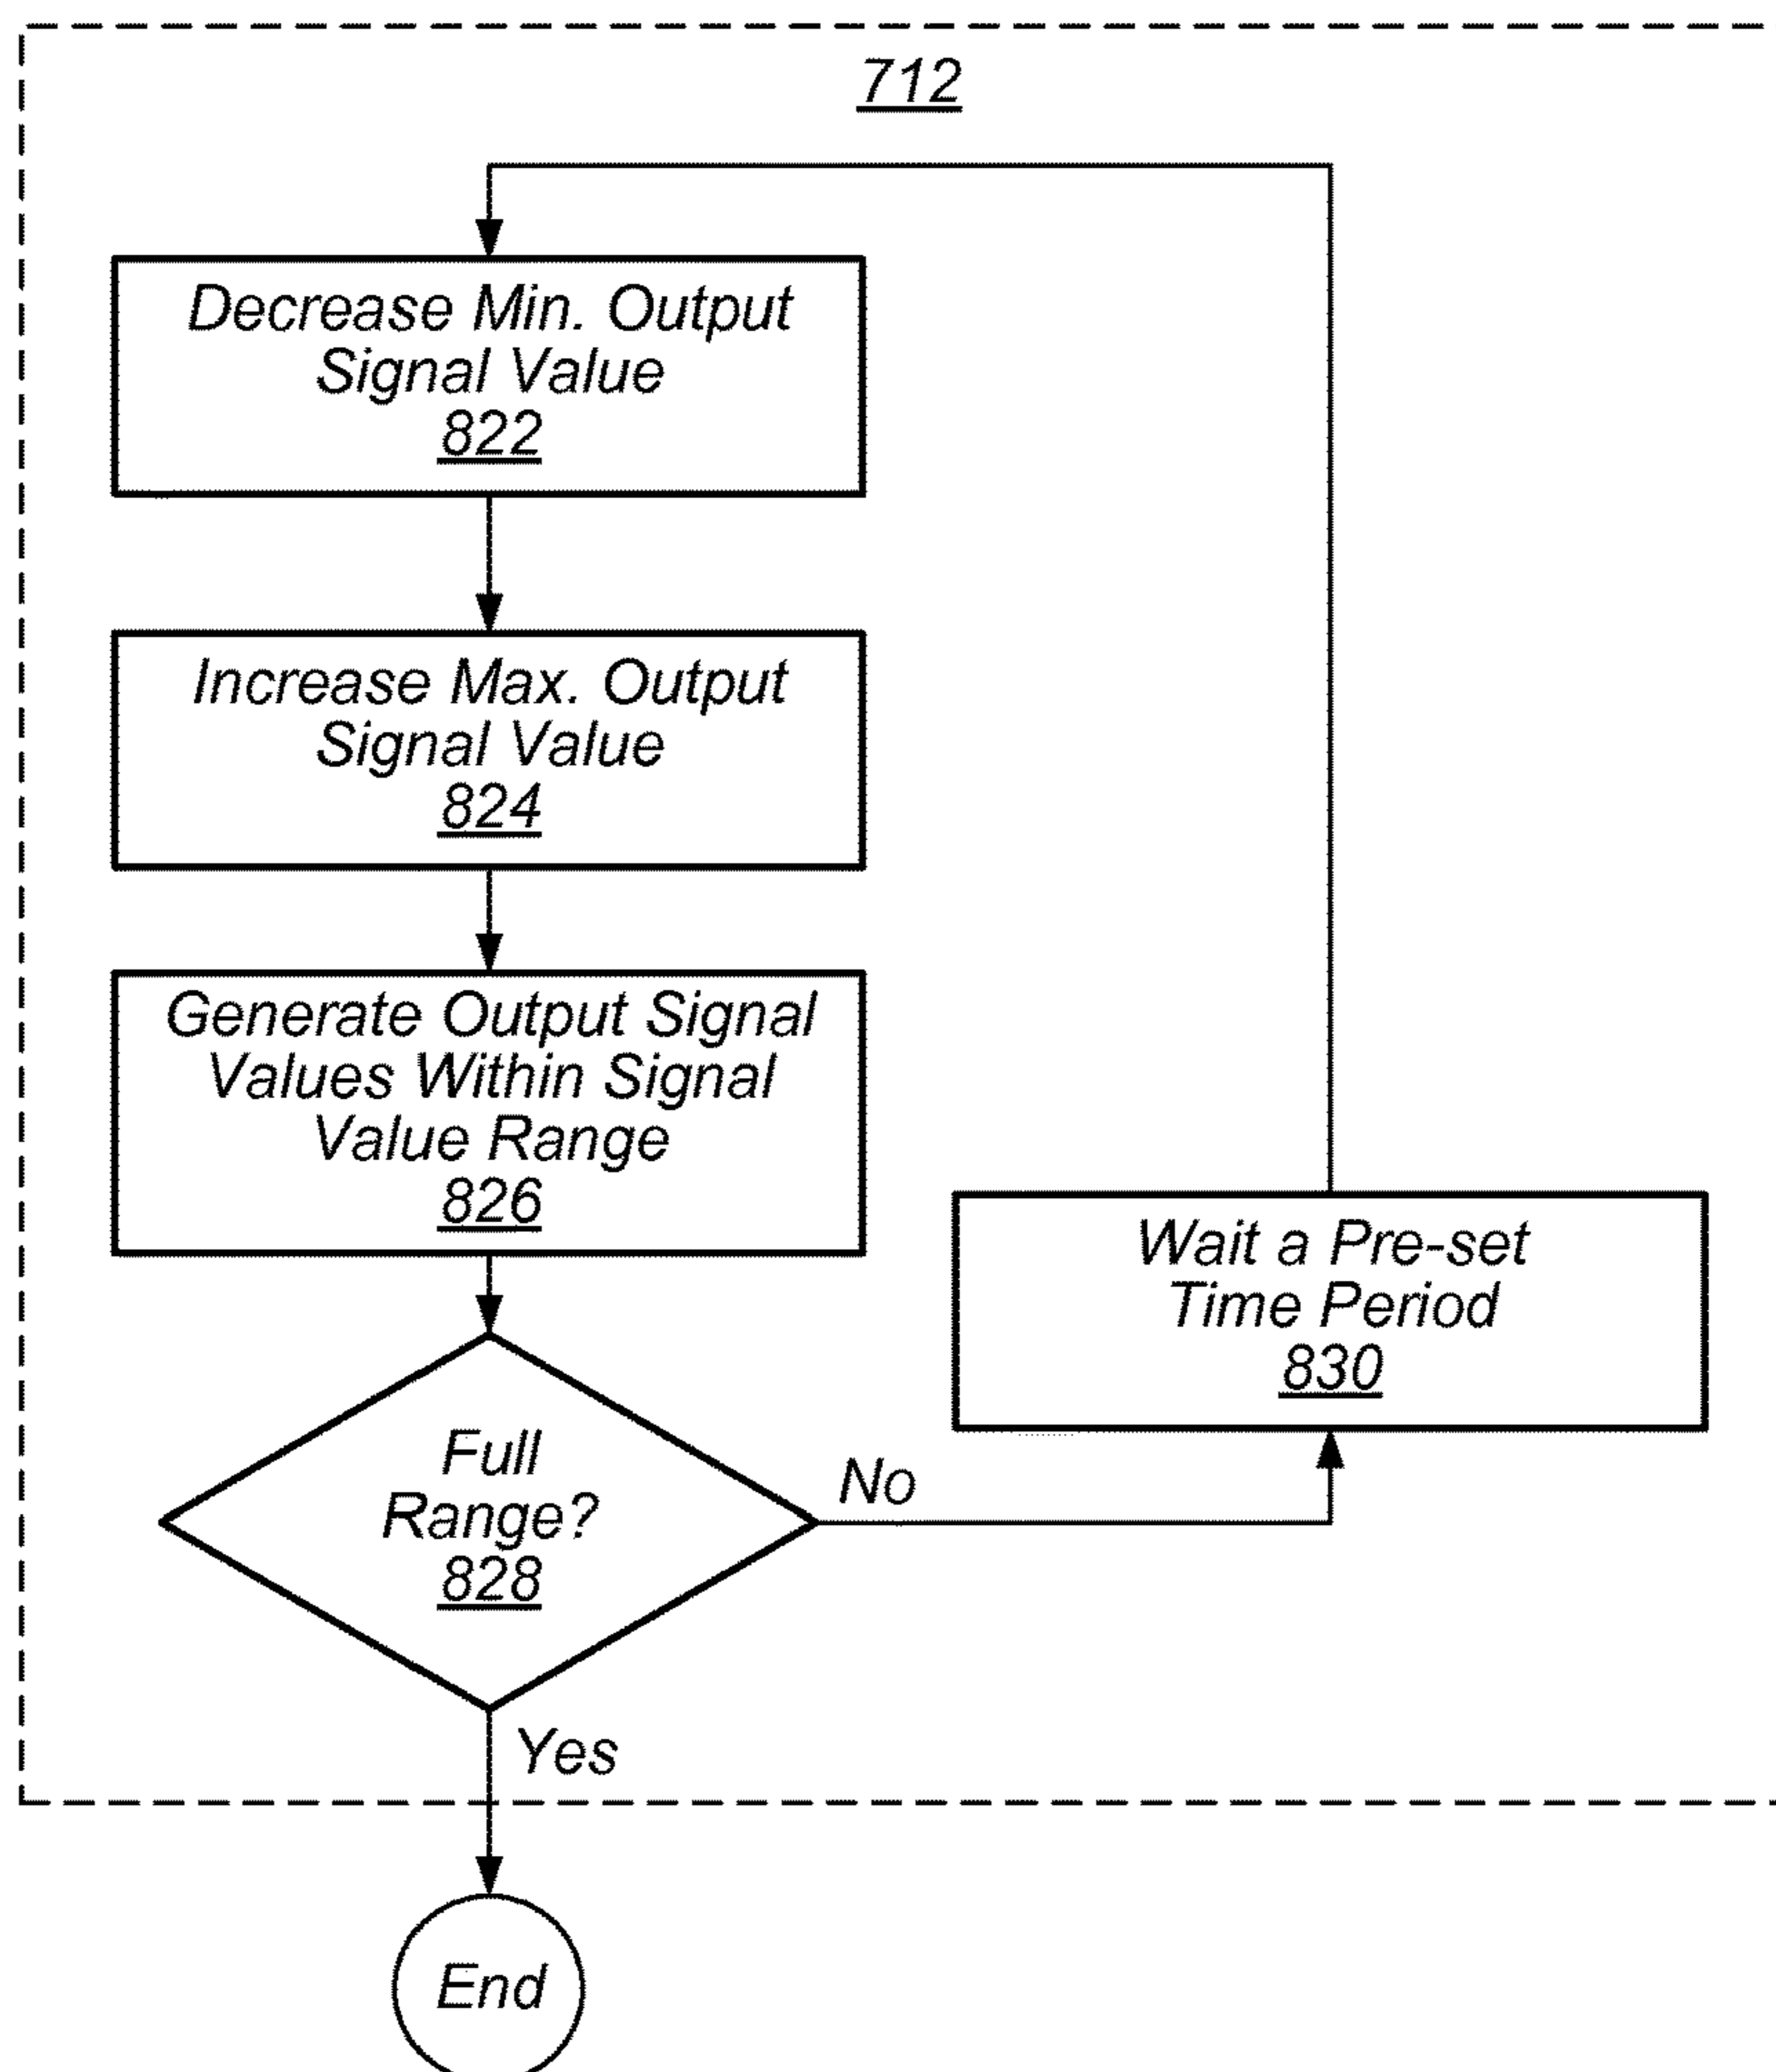 712
Decrease Min. Output
Signal Value
822
Increase Max. Output
Signal Value
824
Generate Output Signal
Values Within Signal
Value Range
826
Wait a Pre-set
Time Period
830
Full
Range?
828
No
Yes
End